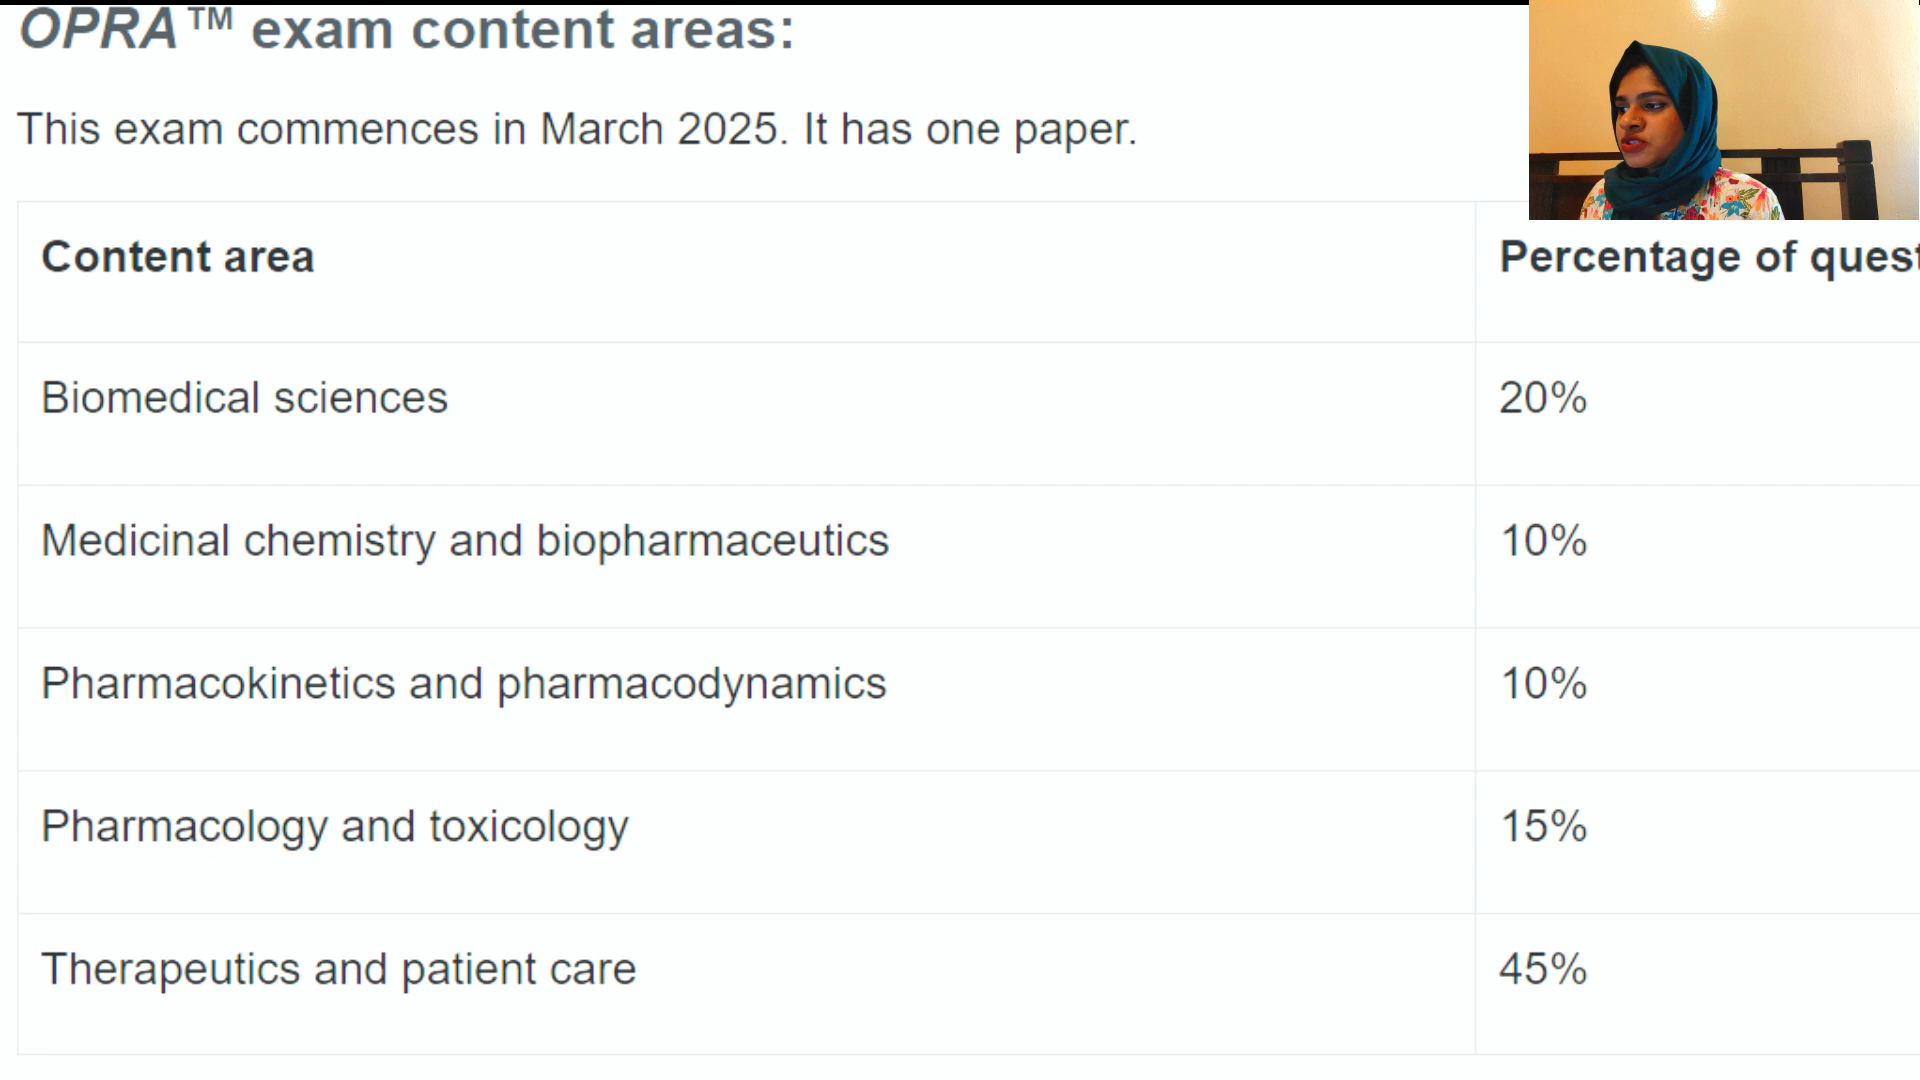 OPRA™ exam content areas:
This exam commences in March 2025. It has one paper.
Content area
Percentage of quest
Biomedical sciences
20%
Medicinal chemistry and biopharmaceutics
10%
Pharmacokinetics and pharmacodynamics
10%
Pharmacology and toxicology
15%
Therapeutics and patient care
45%